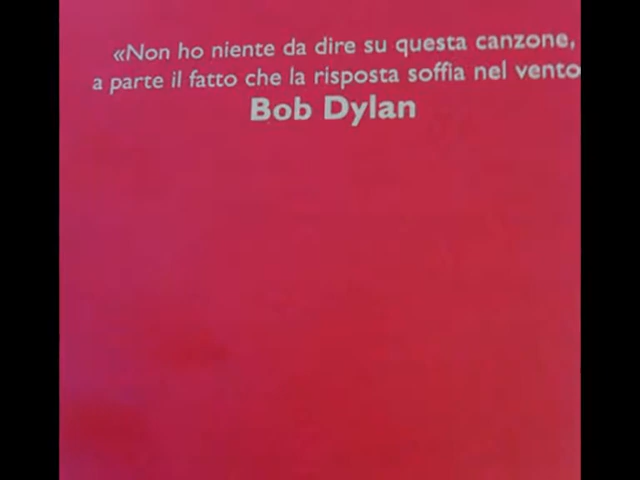 «Non ho niente da dire su questa canzone,
a parte il fatto che la risposta soffia nel vento
Bob Dylan